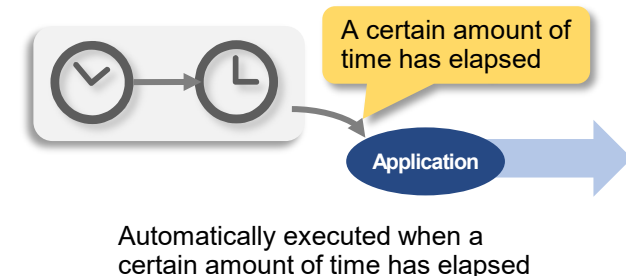 A certain amount of
time has elapsed
Application
Automatically executed when a
certain amount of time has elapsed